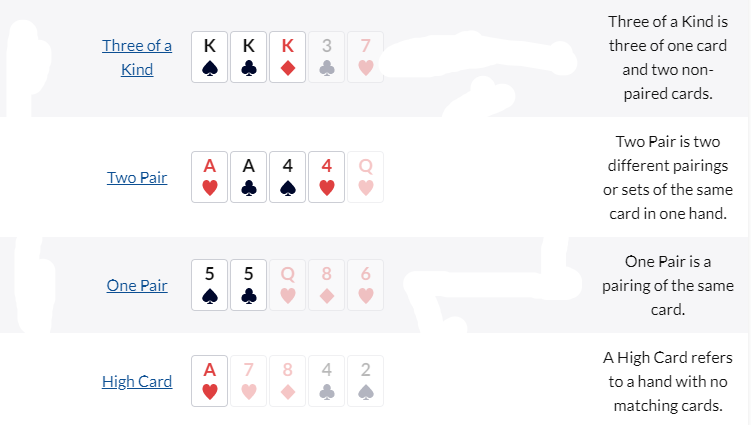 Three of a
Kind
K K K 3 7
Three of a Kind is
three of one card
and two non-
paired cards.
Two Pair
A A 4 4 Q
Two Pair is two
different pairings
or sets of the same
card in one hand.
One Pair
5 5 Q 8 6
One Pair is a
pairing of the same
card.
High Card
A 7 8 4 2
A High Card refers
to a hand with no
matching cards.